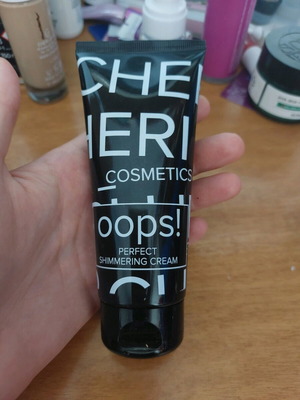 CHE
HERI
COSMETICS
oops!
PERFECT
SHIMMERING CREAM